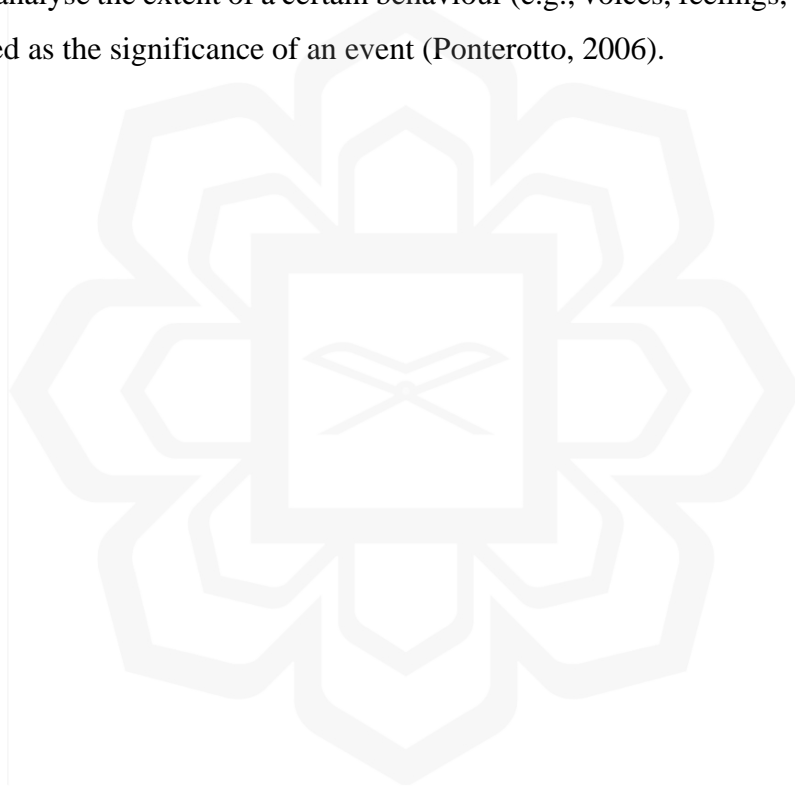 analyse the extent of a certain behaviour (e.g., voices, feelings,
ed as the significance of an event (Ponterotto, 2006).